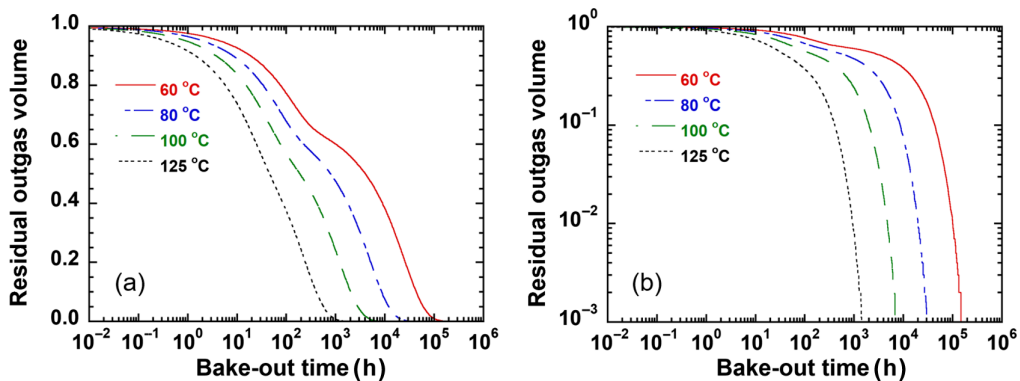 1.0
0.8
0.6
0.4
0.2
0.0
Residual outgas volume
60 °C
80 °C
100 °C
125 °C
(a)
10⁻² 10⁻¹ 10⁰ 10¹ 10² 10³ 10⁴ 10⁵ 10⁶
Bake-out time (h)
10⁰
10⁻¹
10⁻²
10⁻³
Residual outgas volume
60 °C
80 °C
100 °C
125 °C
(b)
10⁻² 10⁻¹ 10⁰ 10¹ 10² 10³ 10⁴ 10⁵ 10⁶
Bake-out time (h)